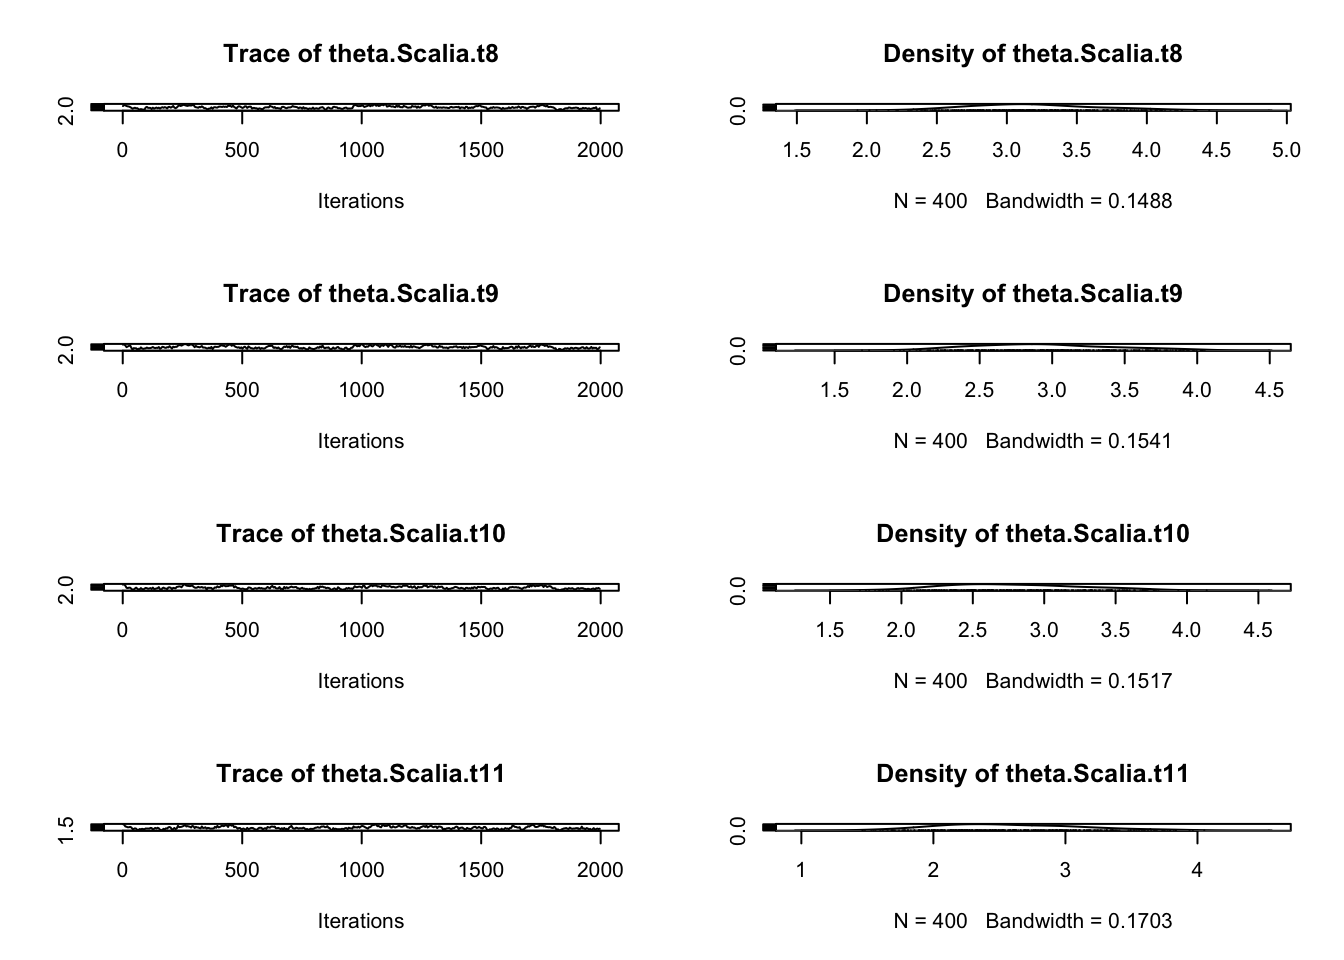 Trace of theta.Scalia.t8
2.0
0 500 1000 1500 2000
Iterations
Density of theta.Scalia.t8
0.0
1.5 2.0 2.5 3.0 3.5 4.0 4.5 5.0
N = 400 Bandwidth = 0.1488
Trace of theta.Scalia.t9
2.0
0 500 1000 1500 2000
Iterations
Density of theta.Scalia.t9
0.0
1.5 2.0 2.5 3.0 3.5 4.0 4.5
N = 400 Bandwidth = 0.1541
Trace of theta.Scalia.t10
2.0
0 500 1000 1500 2000
Iterations
Density of theta.Scalia.t10
0.0
1.5 2.0 2.5 3.0 3.5 4.0 4.5
N = 400 Bandwidth = 0.1517
Trace of theta.Scalia.t11
1.5
0 500 1000 1500 2000
Iterations
Density of theta.Scalia.t11
0.0
1 2 3 4
N = 400 Bandwidth = 0.1703